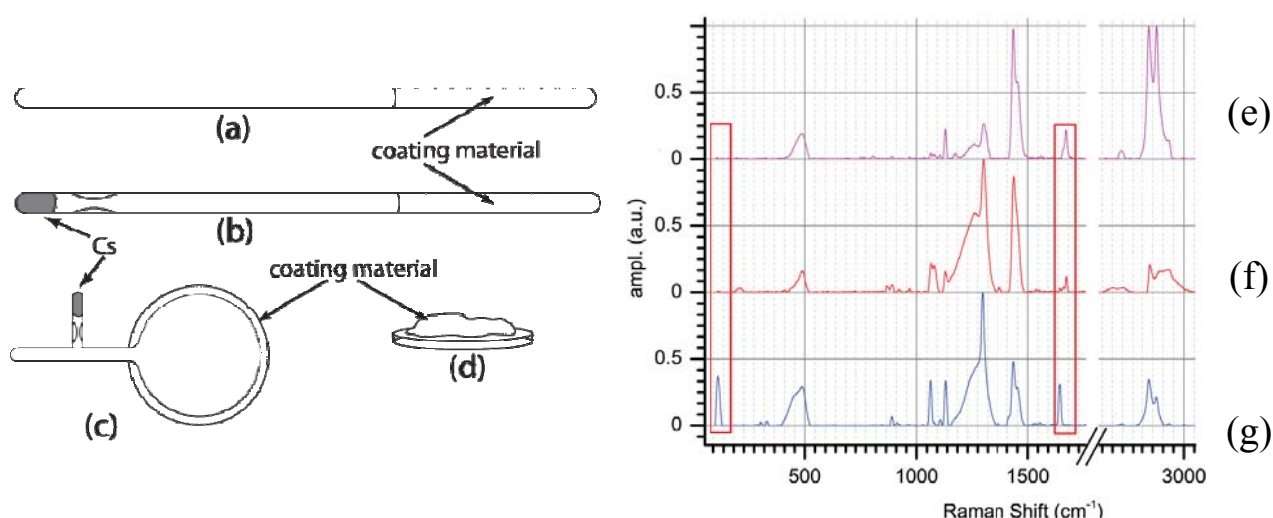 (a)
coating material
(b)
Cs
coating material
(c)
(d)
ampl. (a.u.)
0.5
0
0.5
0
0.5
0
500
1000
1500
3000
Raman Shift (cm⁻¹)
(e)
(f)
(g)